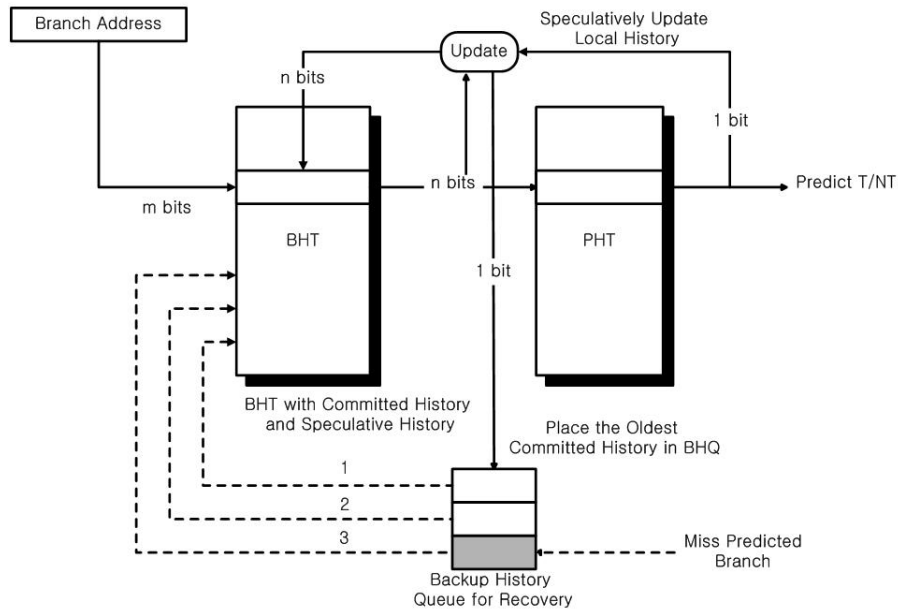 Branch Address
Speculatively Update
Local History
Update
n bits
1 bit
n bits
Predict T/NT
m bits
BHT
PHT
1 bit
BHT with Committed History
and Speculative History
Place the Oldest
Committed History in BHQ
1
2
3
Miss Predicted
Branch
Backup History
Queue for Recovery